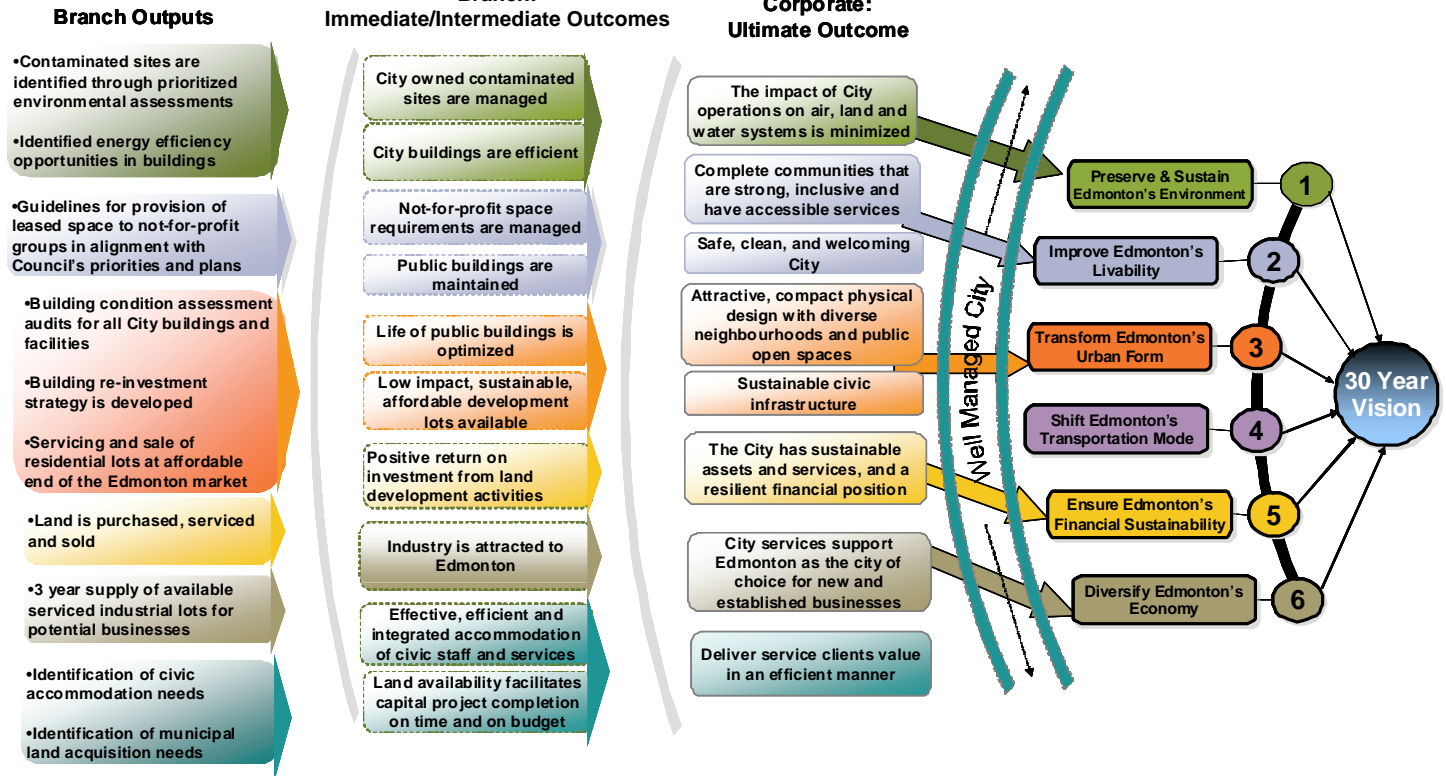 Branch Outputs
•Contaminated sites are
identified through prioritized
environmental assessments
•Identified energy efficiency
opportunities in buildings
•Guidelines for provision of
leased space to not-for-profit
groups in alignment with
Council's priorities and plans
•Building condition assessment
audits for all City buildings and
facilities
•Building re-investment
strategy is developed
•Servicing and sale of
residential lots at affordable
end of the Edmonton market
•Land is purchased, serviced
and sold
•3 year supply of available
serviced industrial lots for
potential businesses
•Identification of civic
accommodation needs
•Identification of municipal
land acquisition needs
Branch:
Immediate/Intermediate Outcomes
City owned contaminated
sites are managed
City buildings are efficient
Not-for-profit space
requirements are managed
Public buildings are
maintained
Life of public buildings is
optimized
Low impact, sustainable,
affordable development
lots available
Positive return on
investment from land
development activities
Industry is attracted to
Edmonton
Effective, efficient and
integrated accommodation
of civic staff and services
Land availability facilitates
capital project completion
on time and on budget
Corporate:
Ultimate Outcome
The impact of City
operations on air, land and
water systems is minimized
Complete communities that
are strong, inclusive and
have accessible services
Safe, clean, and welcoming
City
Attractive, compact physical
design with diverse
neighbourhoods and public
open spaces
Sustainable civic
infrastructure
The City has sustainable
assets and services, and a
resilient financial position
City services support
Edmonton as the city of
choice for new and
established businesses
Deliver service clients value
in an efficient manner
Well Managed City
Preserve & Sustain
Edmonton's Environment
1
Improve Edmonton's
Livability
2
Transform Edmonton's
Urban Form
3
Shift Edmonton's
Transportation Mode
4
Ensure Edmonton's
Financial Sustainability
5
Diversify Edmonton's
Economy
6
30 Year
Vision